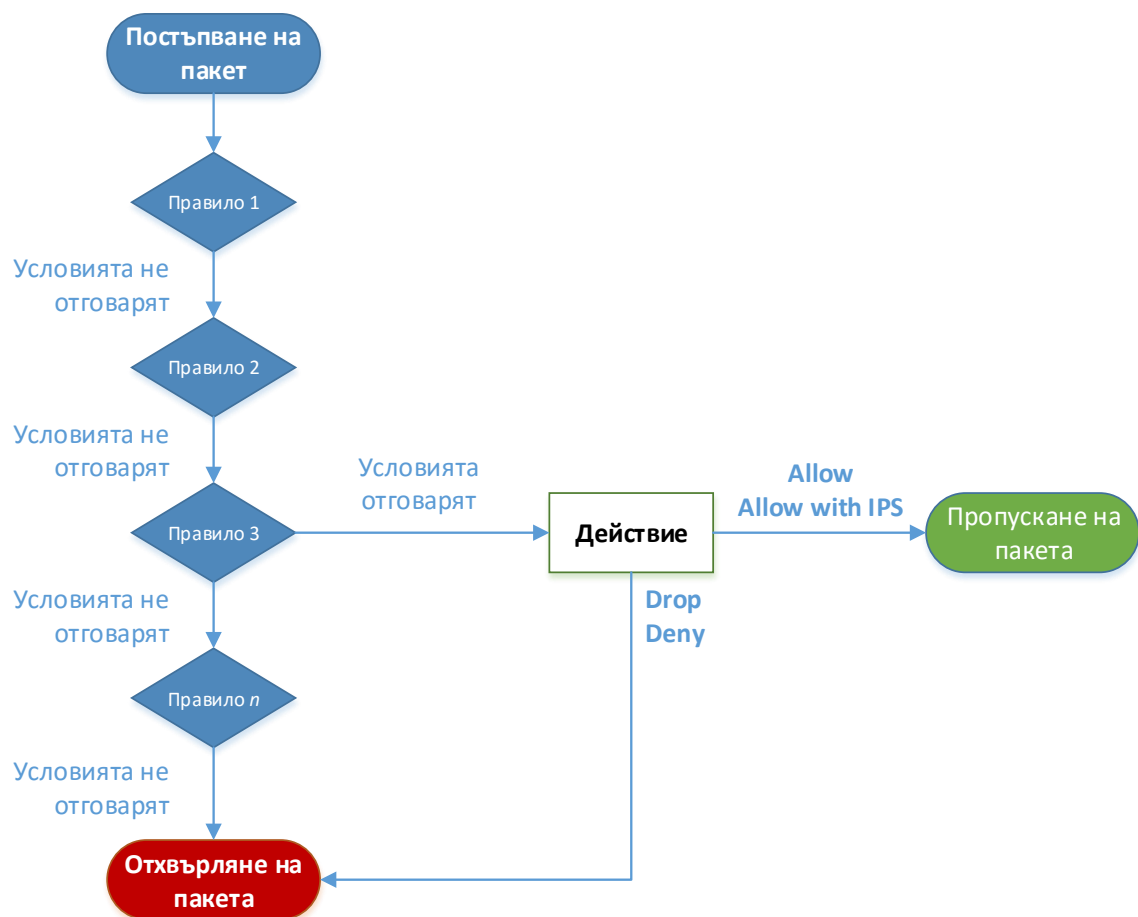 Постъпване на
пакет
Правило 1
Условията не
отговарят
Правило 2
Условията не
отговарят
Условията
отговарят
Allow
Allow with IPS
Правило 3
Действие
Пропускане на
пакета
Условията не
отговарят
Drop
Deny
Правило n
Условията не
отговарят
Отхвърляне на
пакета